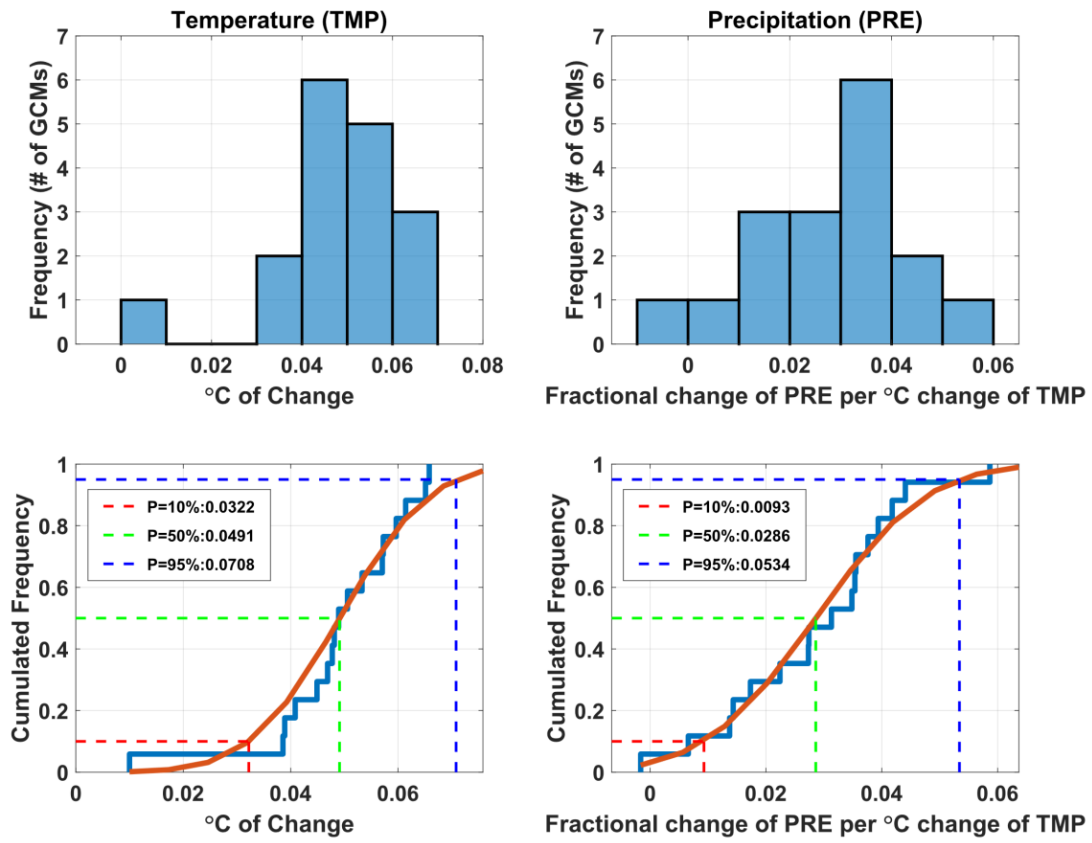 Temperature (TMP)
Frequency (# of GCMs)
7
6
5
4
3
2
1
0
0 0.02 0.04 0.06 0.08
°C of Change
Precipitation (PRE)
Frequency (# of GCMs)
7
6
5
4
3
2
1
0
0 0.02 0.04 0.06
Fractional change of PRE per °C change of TMP
Cumulated Frequency
1
0.8
0.6
0.4
0.2
0
P=10%:0.0322
P=50%:0.0491
P=95%:0.0708
0 0.02 0.04 0.06
°C of Change
Cumulated Frequency
1
0.8
0.6
0.4
0.2
0
P=10%:0.0093
P=50%:0.0286
P=95%:0.0534
0 0.02 0.04 0.06
Fractional change of PRE per °C change of TMP